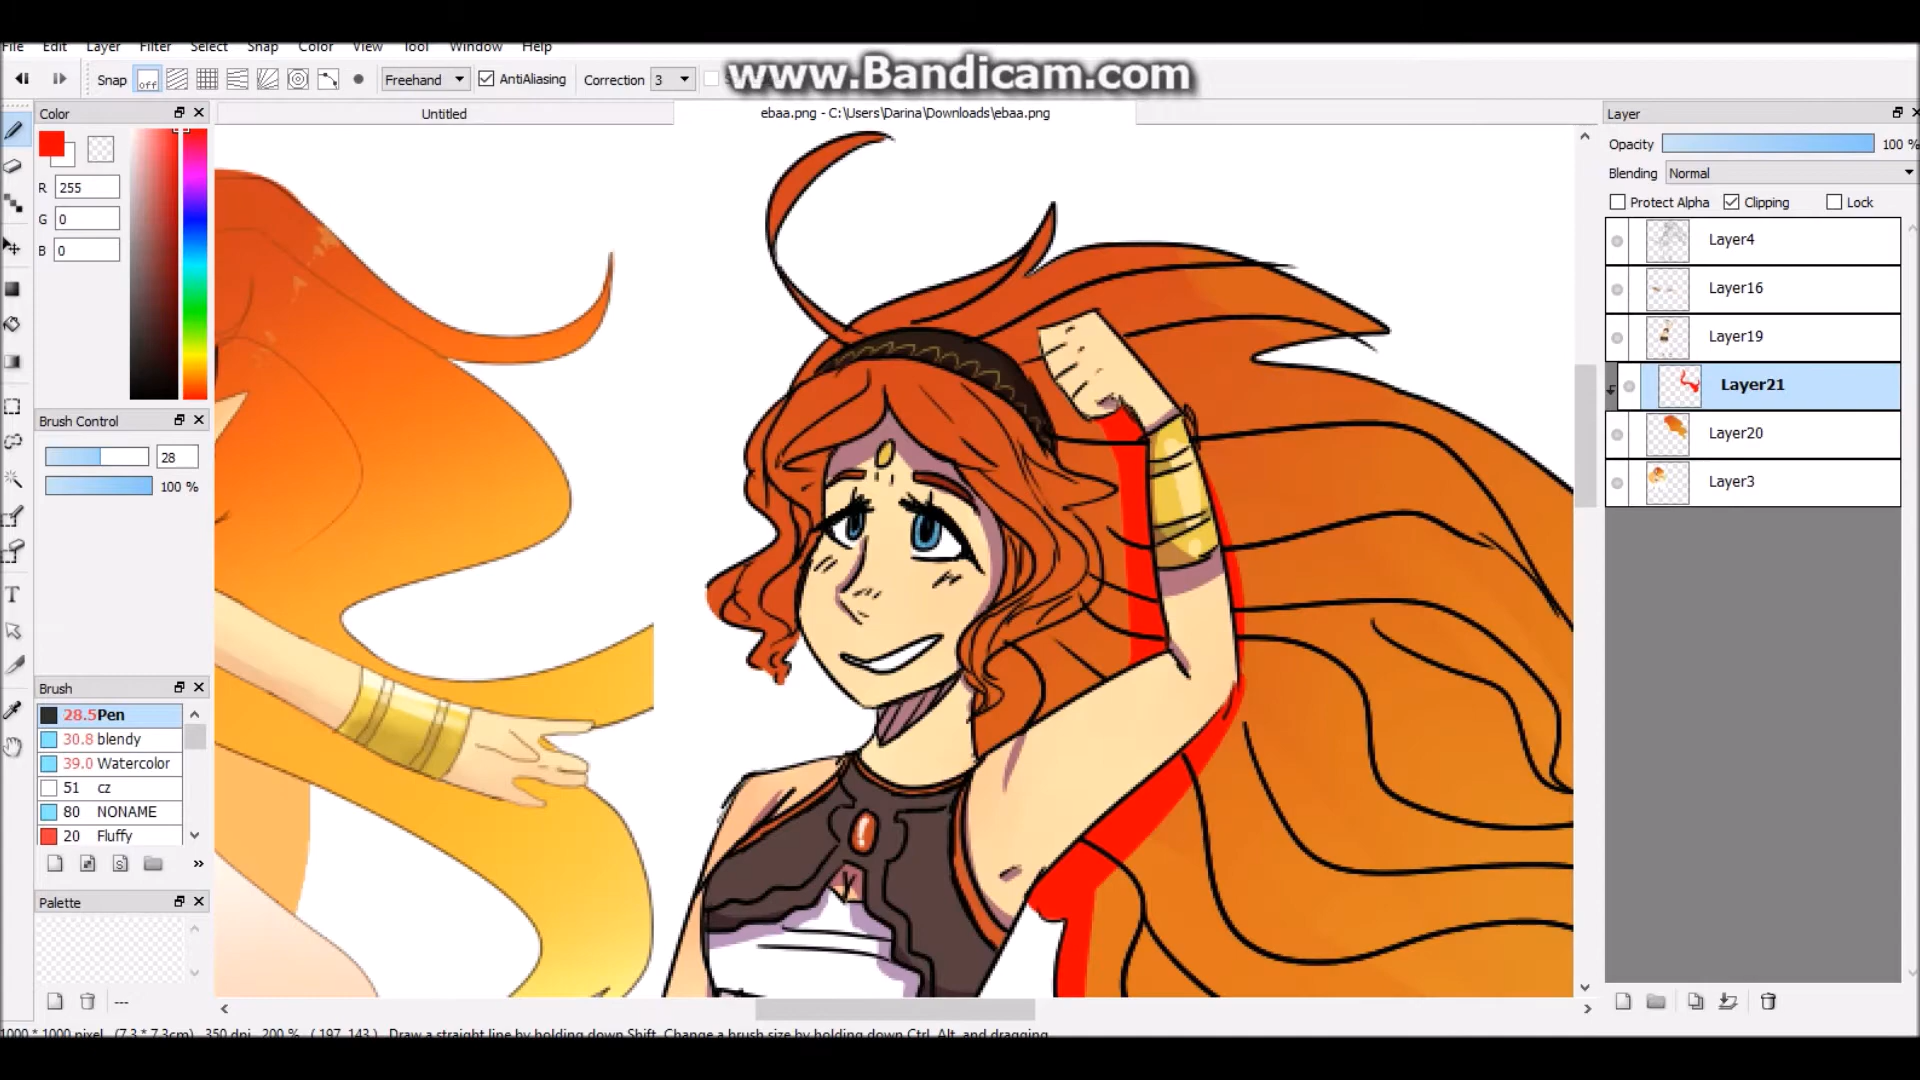 File Edit Layer Filter Select Snap Color View Tool Window Help
www.Bandicam.com
Snap off Freehand AntiAliasing Correction 3
Color
Untitled
ebaa.png - C:\Users\Darina\Downloads\ebaa.png
Layer
Opacity 100 %
Blending Normal
Protect Alpha Clipping Lock
R 255
G 0
B 0
Layer4
Layer16
Layer19
Layer21
Layer20
Layer3
Brush Control
28
100 %
Brush
28.5 Pen
30.8 blendy
39.0 Watercolor
51 cz
80 NONAME
20 Fluffy
S
»
Palette
---
T
1000 * 1000 pixel (7.3 * 7.3cm) 350 dpi 200 % ( 197, 143 ) Draw a straight line by holding down Shift, Change a brush size by holding down Ctrl, Alt, and dragging